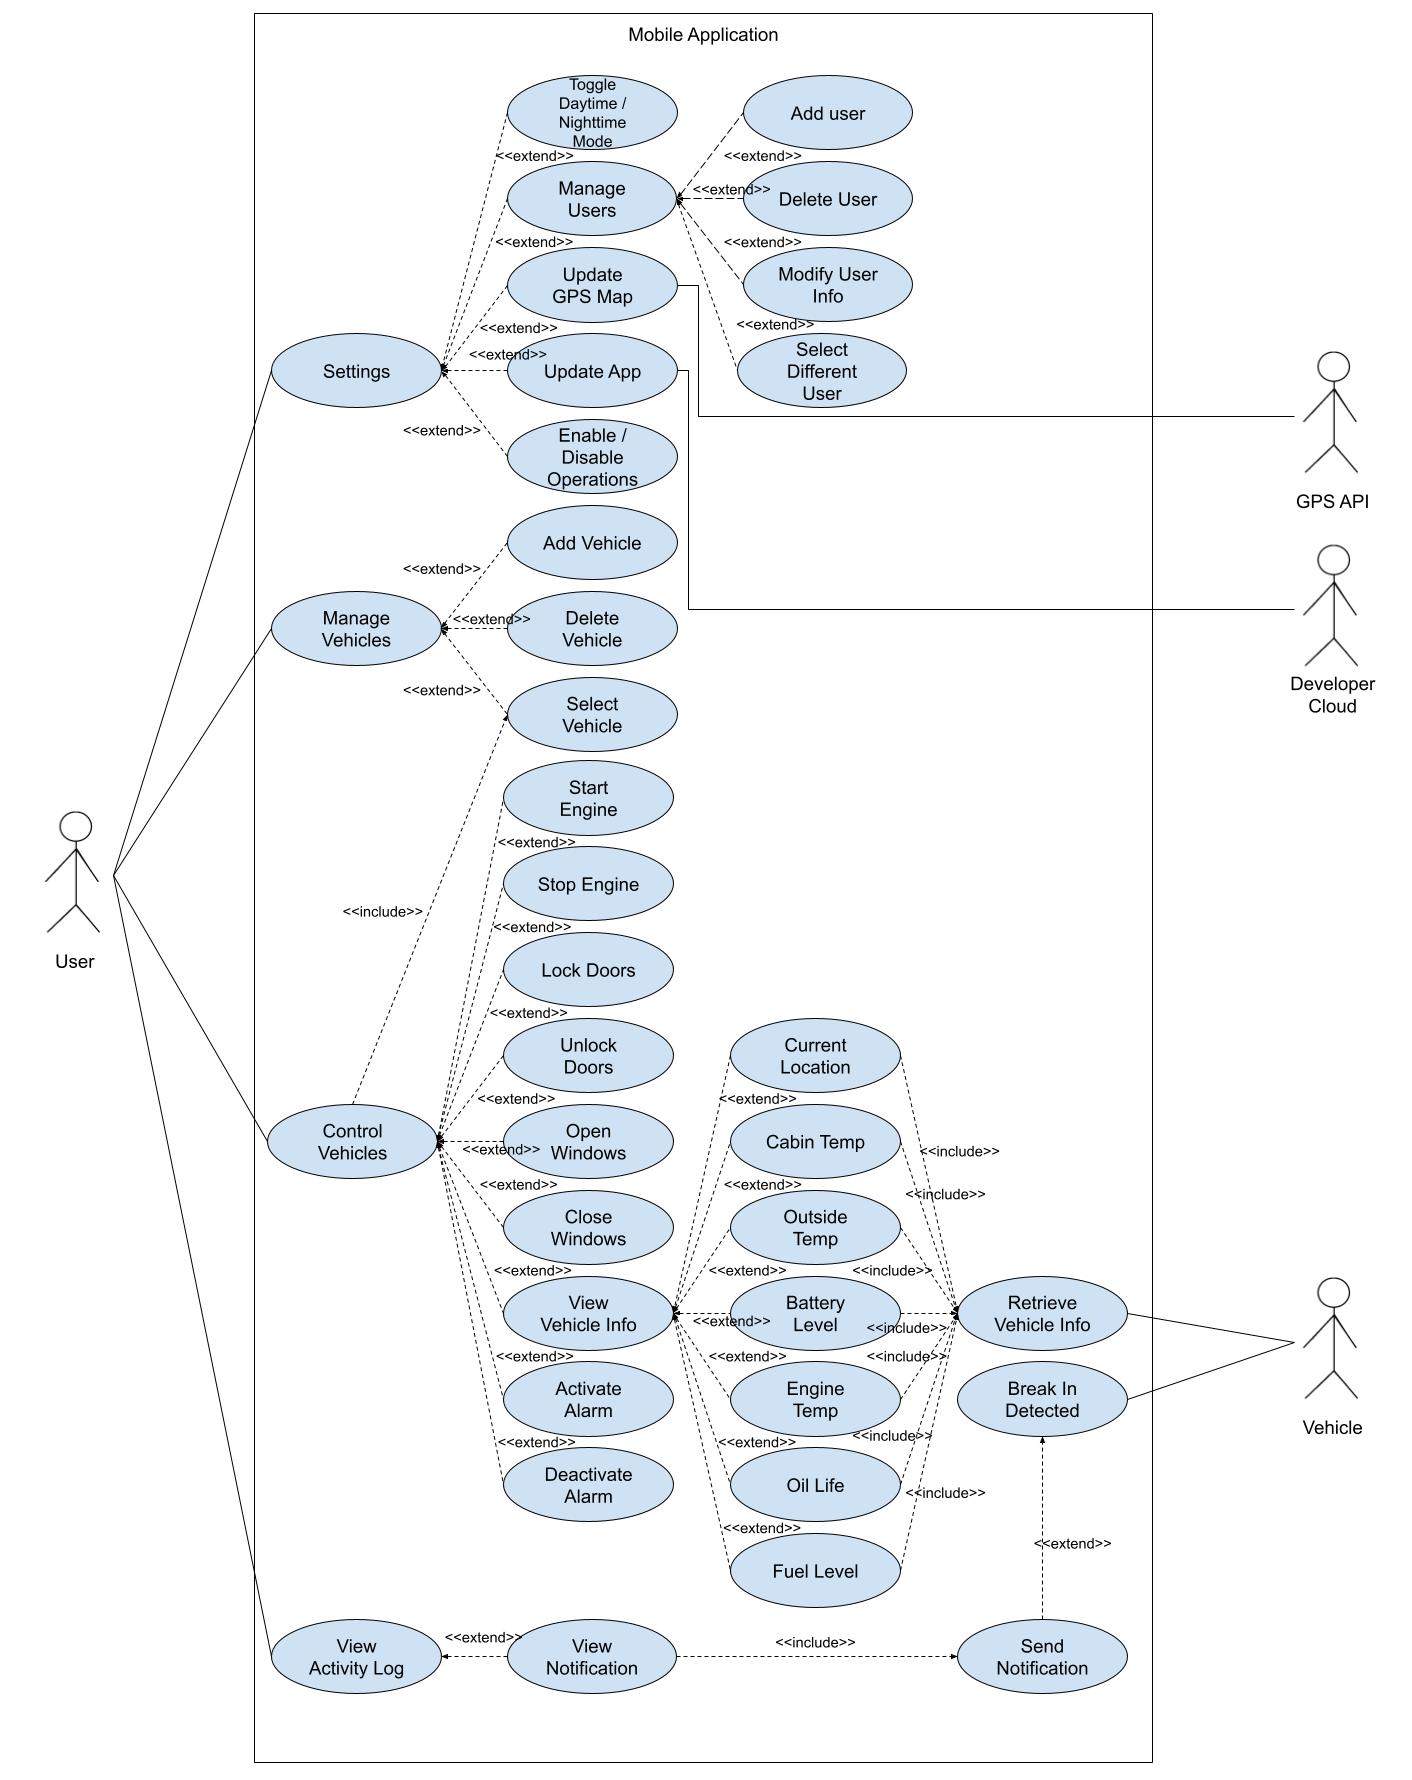 Mobile Application
Toggle
Daytime /
Nighttime
Mode
Add user
<<extend>>
<<extend>>
Manage
Users
<<extend>>
Delete User
<<extend>>
<<extend>>
Update
GPS Map
Modify User
Info
<<extend>>
<<extend>>
Settings
<<extend>>
Update App
Select
Different
User
<<extend>>
Enable /
Disable
Operations
GPS API
Add Vehicle
<<extend>>
Manage
Vehicles
<<extend>>
Delete
Vehicle
<<extend>>
Select
Vehicle
Developer
Cloud
Start
Engine
<<extend>>
Stop Engine
<<include>>
<<extend>>
User
Lock Doors
<<extend>>
Unlock
Doors
Current
Location
<<extend>>
<<extend>>
Control
Vehicles
<<extend>>
Open
Windows
Cabin Temp
<<include>>
<<extend>>
<<extend>>
<<include>>
Close
Windows
Outside
Temp
<<extend>>
<<extend>>
<<include>>
View
Vehicle Info
<<extend>>
Battery
Level
<<include>>
Retrieve
Vehicle Info
<<extend>>
<<extend>>
<<include>>
Activate
Alarm
Engine
Temp
Break In
Detected
Vehicle
<<extend>>
<<extend>>
<<include>>
Deactivate
Alarm
Oil Life
<<include>>
<<extend>>
<<extend>>
Fuel Level
View
Activity Log
<<extend>>
View
Notification
<<include>>
Send
Notification